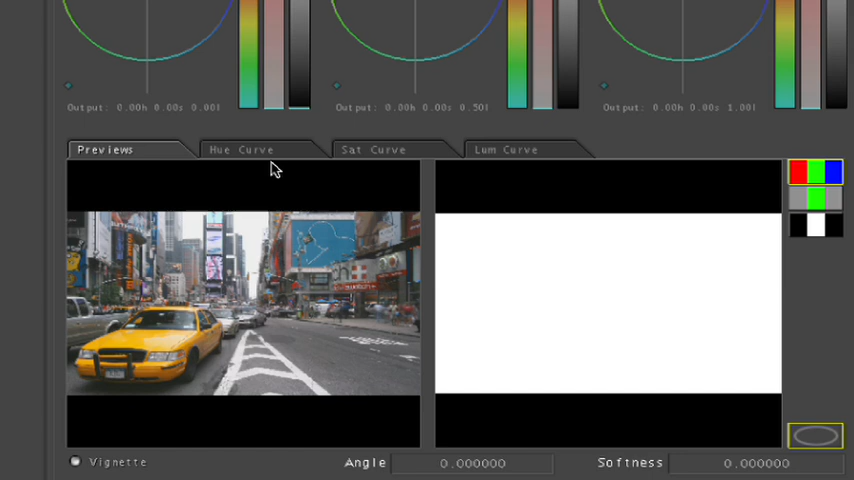 Output: 0.00h 0.00s 0.00l Output: 0.00h 0.00s 0.50l Output: 0.00h 0.00s 1.00l
Previews Hue Curve Sat Curve Lum Curve
Vignette Angle 0.000000 Softness 0.000000